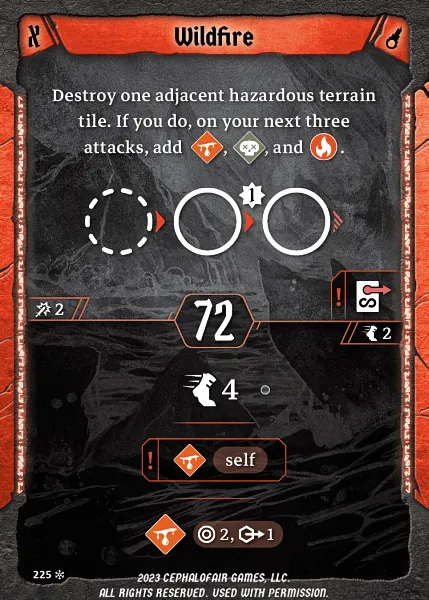 X
Wildfire
Destroy one adjacent hazardous terrain
tile. If you do, on your next three
attacks, add , , and .
1
! ∞
2
72
2
4
! self
2, 1
225
2023 CEPHALOFAIR GAMES, LLC.
ALL RIGHTS RESERVED. USED WITH PERMISSION.